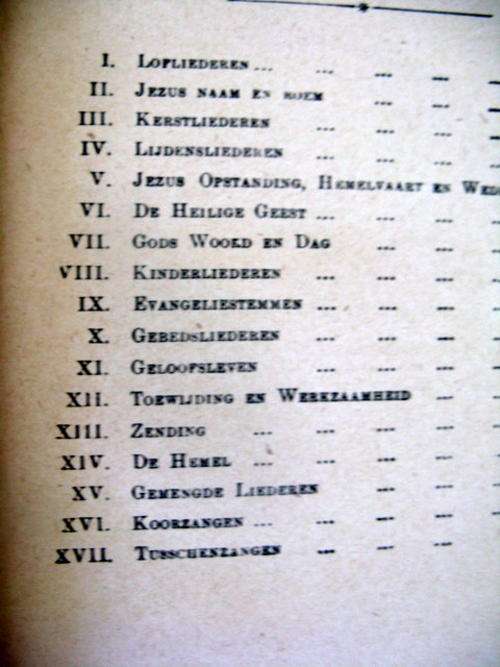 I. Lofliederen ... ... ... ...
II. Jezus naam en roem ... ...
III. Kerstliederen ... ... ...
IV. Lijdensliederen ... ... ...
V. Jezus Opstanding, Hemelvaart en
VI. De Heilige Geest ... ... ...
VII. Gods Woord en Dag ... ...
VIII. Kinderliederen ... ... ...
IX. Evangeliestemmen ... ... ...
X. Gebedsliederen ... ... ...
XI. Geloofsleven ... ... ...
XII. Toewijding en Werkzaamheid ...
XIII. Zending ... ... ... ...
XIV. De Hemel ... ... ... ...
XV. Gemengde Liederen ... ...
XVI. Koorzangen ... ... ... ...
XVII. Tusschenzangen ... ... ...